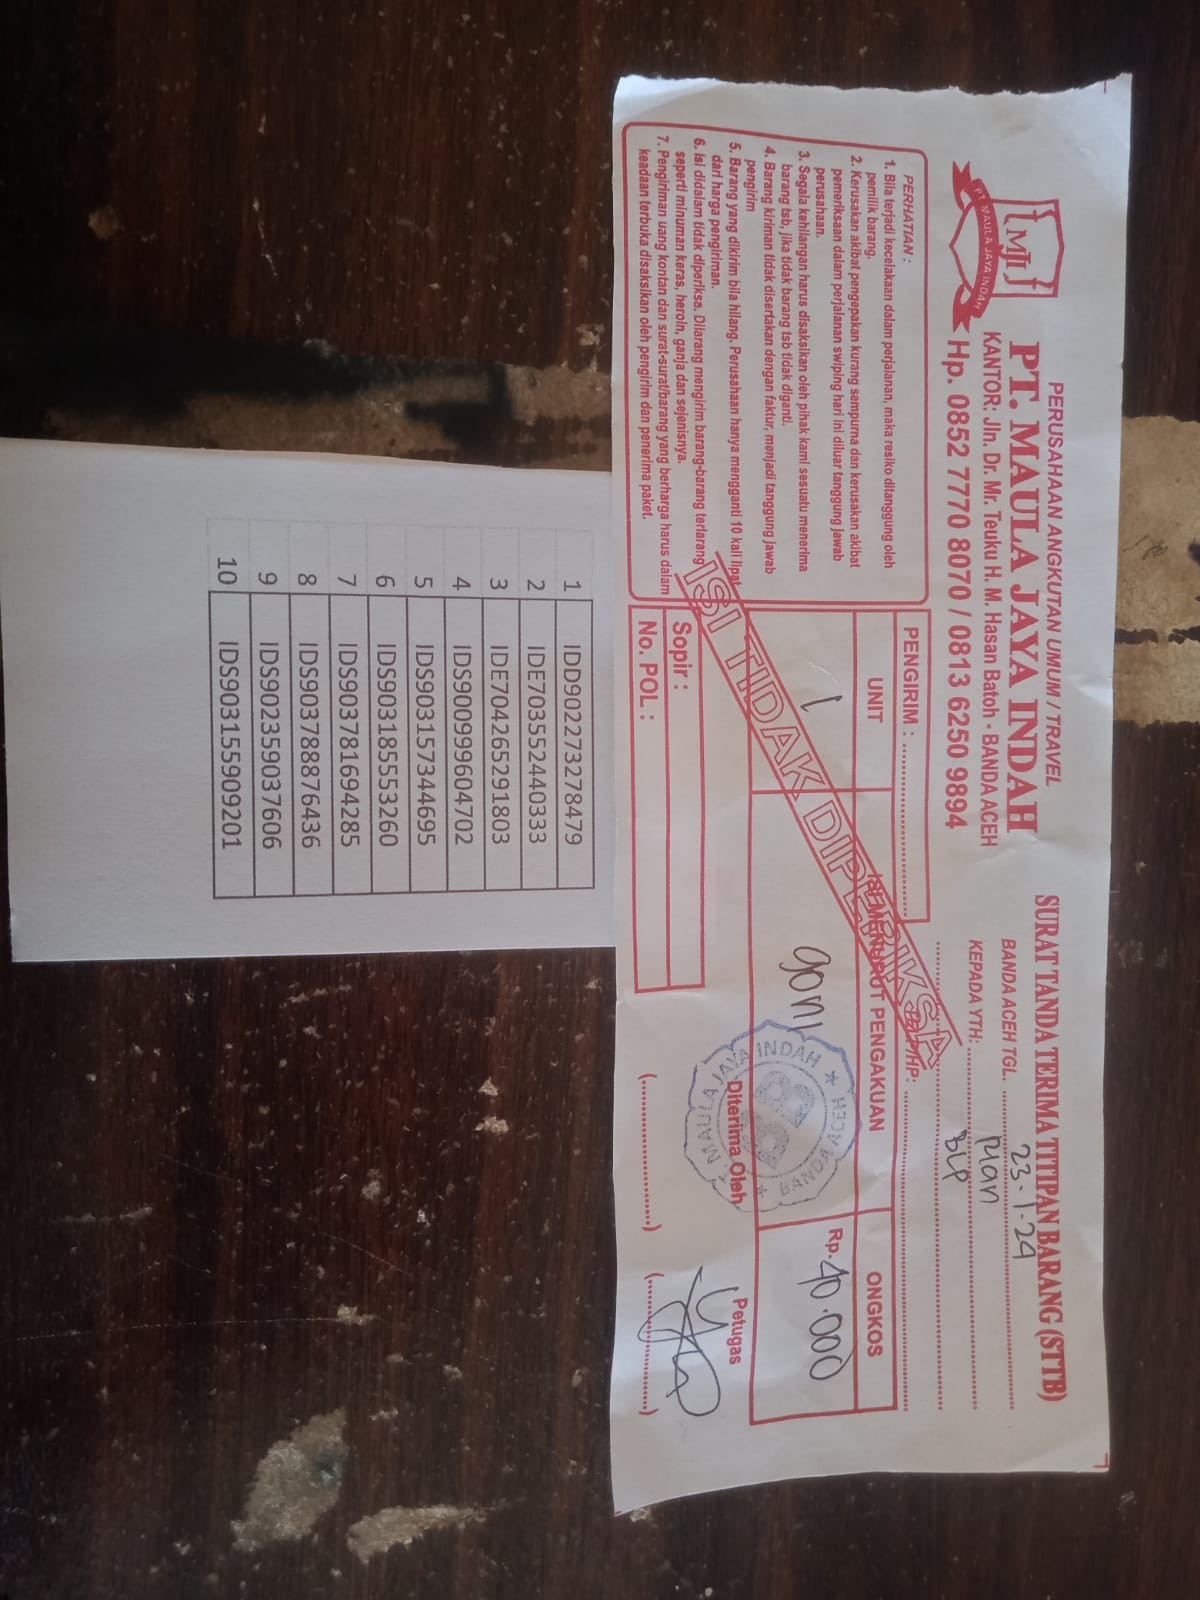 MJI
PT. MAULA JAYA INDAH
PERUSAHAAN ANGKUTAN UMUM / TRAVEL
PT. MAULA JAYA INDAH
KANTOR: Jln. Dr. Mr. Teuku H. M. Hasan Batoh - BANDA ACEH
Hp. 0852 7770 8070 / 0813 6250 9894
SURAT TANDA TERIMA TITIPAN BARANG (STTB)
BANDA ACEH TGL. 23-1-24
KEPADA YTH: Man
BLP
PERHATIAN :
1. Bila terjadi kecelakaan dalam perjalanan, maka resiko ditanggung oleh
pemilik barang.
2. Kerusakan akibat pengepakan kurang sempurna dan kerusakan akibat
pemeriksaan dalam perjalanan swiping hari ini diluar tanggung jawab
perusahaan.
3. Segala kehilangan harus disaksikan oleh pihak kami sesuatu menerima
barang tsb, jika tidak barang tsb tidak diganti.
4. Barang kiriman tidak disertakan dengan faktur, menjadi tanggung jawab
pengirim
5. Barang yang dikirim bila hilang, Perusahaan hanya mengganti 10 kali lipat
dari harga pengiriman.
6. Isi didalam tidak diperiksa. Dilarang mengirim barang-barang terlarang
seperti minuman keras, heroin, ganja dan sejenisnya.
7. Pengiriman uang kontan dan surat-surat/barang yang berharga harus dalam
keadaan terbuka disaksikan oleh pengirim dan penerima paket.
PENGIRIM :
HP:
UNIT
ISI MENURUT PENGAKUAN
ONGKOS
1
goni
Rp. 40.000
ISI TIDAK DIPERIKSA
Sopir :
No. POL :
Diterima Oleh
Petugas
MAULA JAYA INDAH
BANDA ACEH
1 IDD902273278479
2 IDE703552440333
3 IDE704265291803
4 IDS900999604702
5 IDS903157344695
6 IDS903185553260
7 IDS903781694285
8 IDS903788876436
9 IDS902359037606
10 IDS903155909201